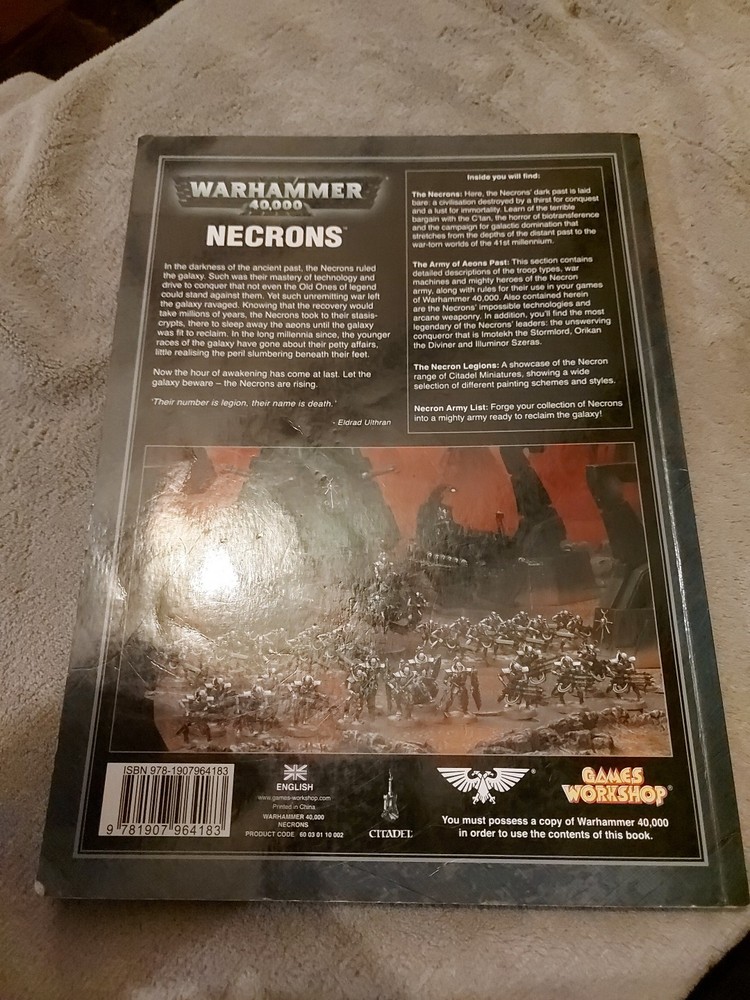 WARHAMMER
40,000
NECRONS™
In the darkness of the ancient past, the Necrons ruled
the galaxy. Such was their mastery of technology and
drive to conquer that not even the Old Ones of legend
could stand against them. Yet such unremitting war left
the galaxy ravaged. Knowing that the recovery would
take millions of years, the Necrons took to their stasis-
crypts, there to sleep away the aeons until the galaxy
was fit to reclaim. In the long millennia since, the younger
races of the galaxy have gone about their petty affairs,
little realising the peril slumbering beneath their feet.
Now the hour of awakening has come at last. Let the
galaxy beware – the Necrons are rising.
'Their number is legion, their name is death.'
- Eldrad Ulthran
Inside you will find:
The Necrons: Here, the Necrons' dark past is laid
bare: a civilisation destroyed by a thirst for conquest
and a lust for immortality. Learn of the terrible
bargain with the C'tan, the horror of biotransference
and the campaign for galactic domination that
stretches from the depths of the distant past to the
war-torn worlds of the 41st millennium.
The Army of Aeons Past: This section contains
detailed descriptions of the troop types, war
machines and mighty heroes of the Necron
army, along with rules for their use in your games
of Warhammer 40,000. Also contained herein
are the Necrons' impossible technologies and
arcane weaponry. In addition, you'll find the most
legendary of the Necrons' leaders: the unswerving
conqueror that is Imotekh the Stormlord, Orikan
the Diviner and Illuminor Szeras.
The Necron Legions: A showcase of the Necron
range of Citadel Miniatures, showing a wide
selection of different painting schemes and styles.
Necron Army List: Forge your collection of Necrons
into a mighty army ready to reclaim the galaxy!
ISBN 978-1907964183
9 781907 964183
ENGLISH
www.games-workshop.com
Printed in China
WARHAMMER 40,000
NECRONS
PRODUCT CODE: 60 03 01 10 002
CITADEL
®
GAMES
WORKSHOP®
You must possess a copy of Warhammer 40,000
in order to use the contents of this book.